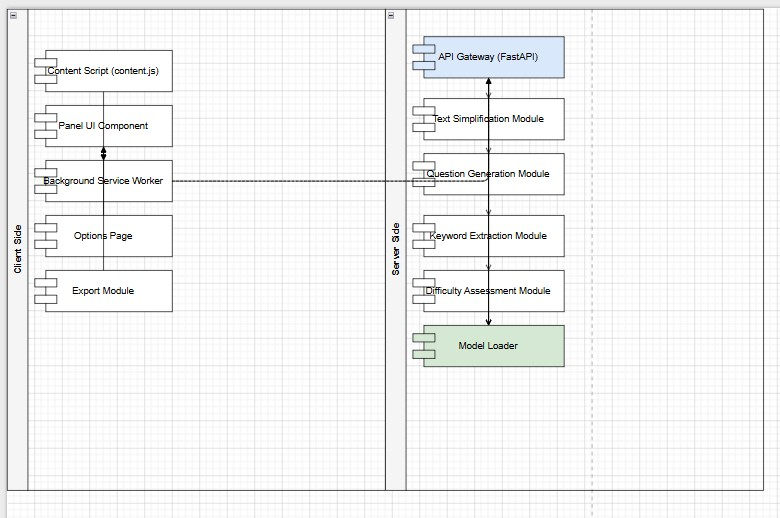 Client Side
Content Script (content.js)
Panel UI Component
Background Service Worker
Options Page
Export Module
Server Side
API Gateway (FastAPI)
Text Simplification Module
Question Generation Module
Keyword Extraction Module
Difficulty Assessment Module
Model Loader